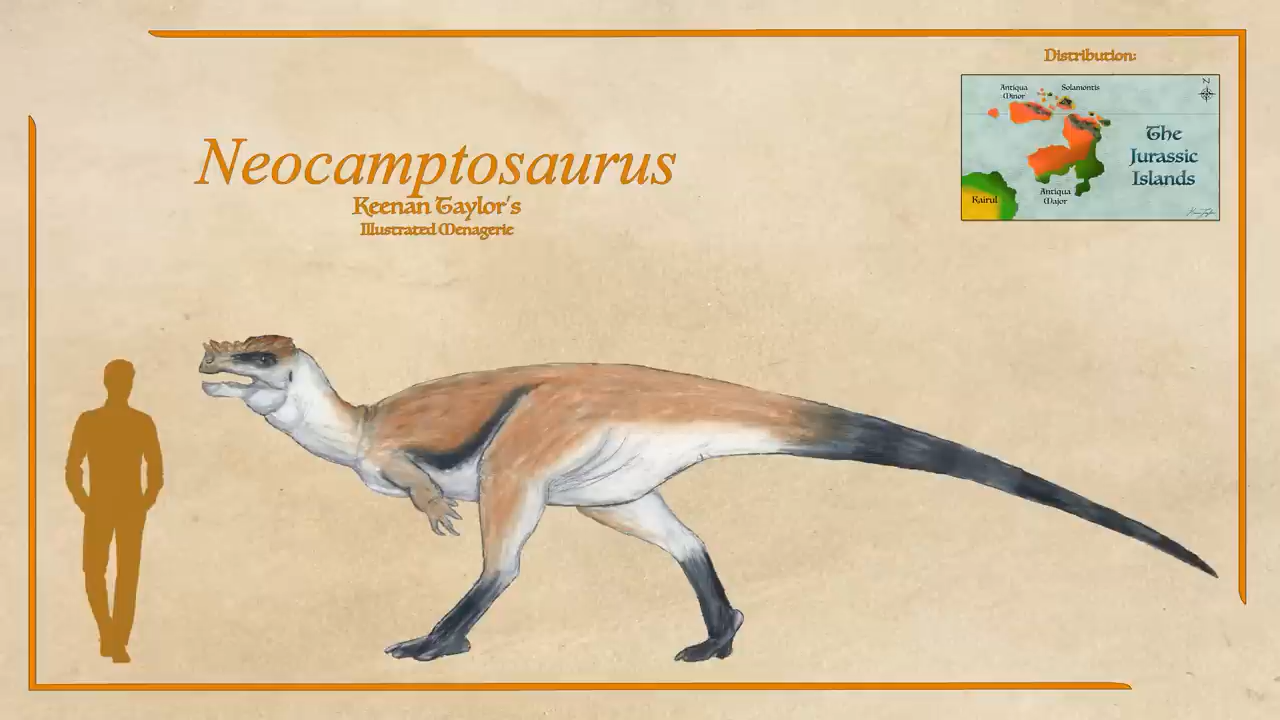 Distribution:
Neocamptosaurus
Keenan Taylor's
Illustrated Menagerie
Antiqua
Minor
Solamontis
N
The
Jurassic
Islands
Antiqua
Major
Kairul